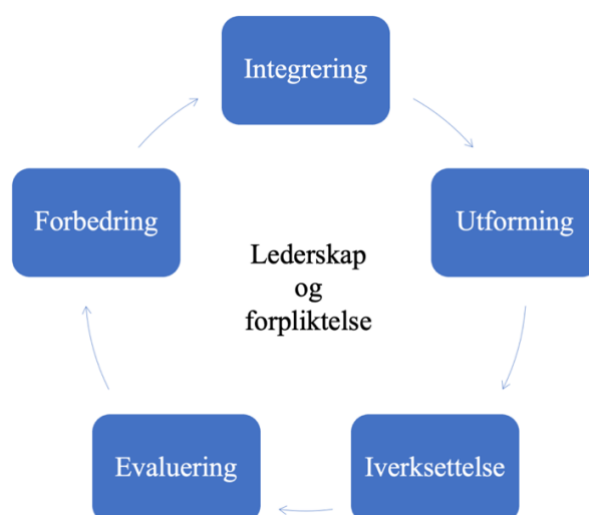 Integrering
Forbedring
Utforming
Lederskap
og
forpliktelse
Evaluering
Iverksettelse